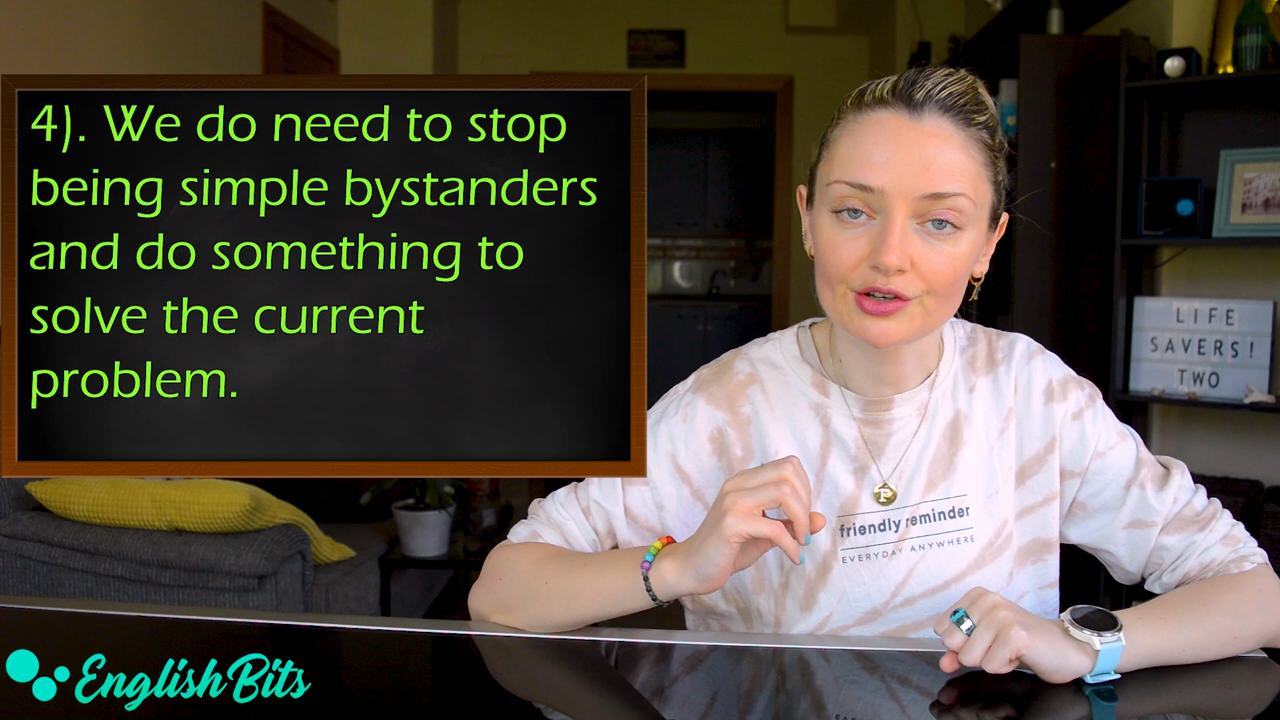 4). We do need to stop
being simple bystanders
and do something to
solve the current
problem.
LIFE
SAVERS!
TWO
P
friendly reminder
EVERYDAY ANYWHERE
EnglishBits